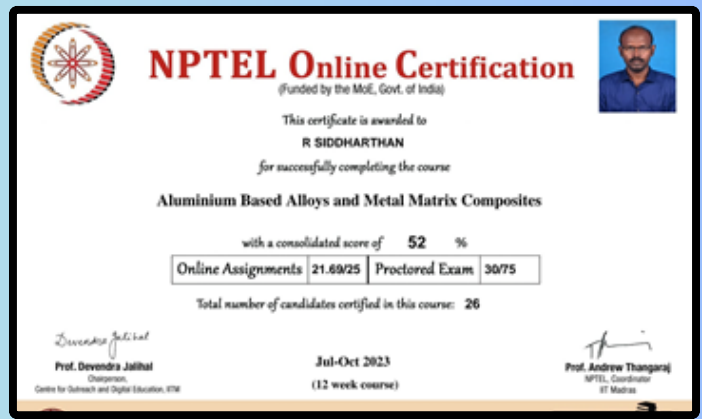 NPTEL Online Certification
(Funded by the MoE, Govt. of India)
This certificate is awarded to
R SIDDHARTHAN
for successfully completing the course
Aluminium Based Alloys and Metal Matrix Composites
with a consolidated score of 52 %
Online Assignments 21.69/25 Proctored Exam 30/75
Total number of candidates certified in this course: 26
Devendra Jalihal
Prof. Devendra Jalihal
Chairperson,
Centre for Outreach and Digital Education, IITM
Jul-Oct 2023
(12 week course)
Prof. Andrew Thangaraj
NPTEL, Coordinator
IIT Madras